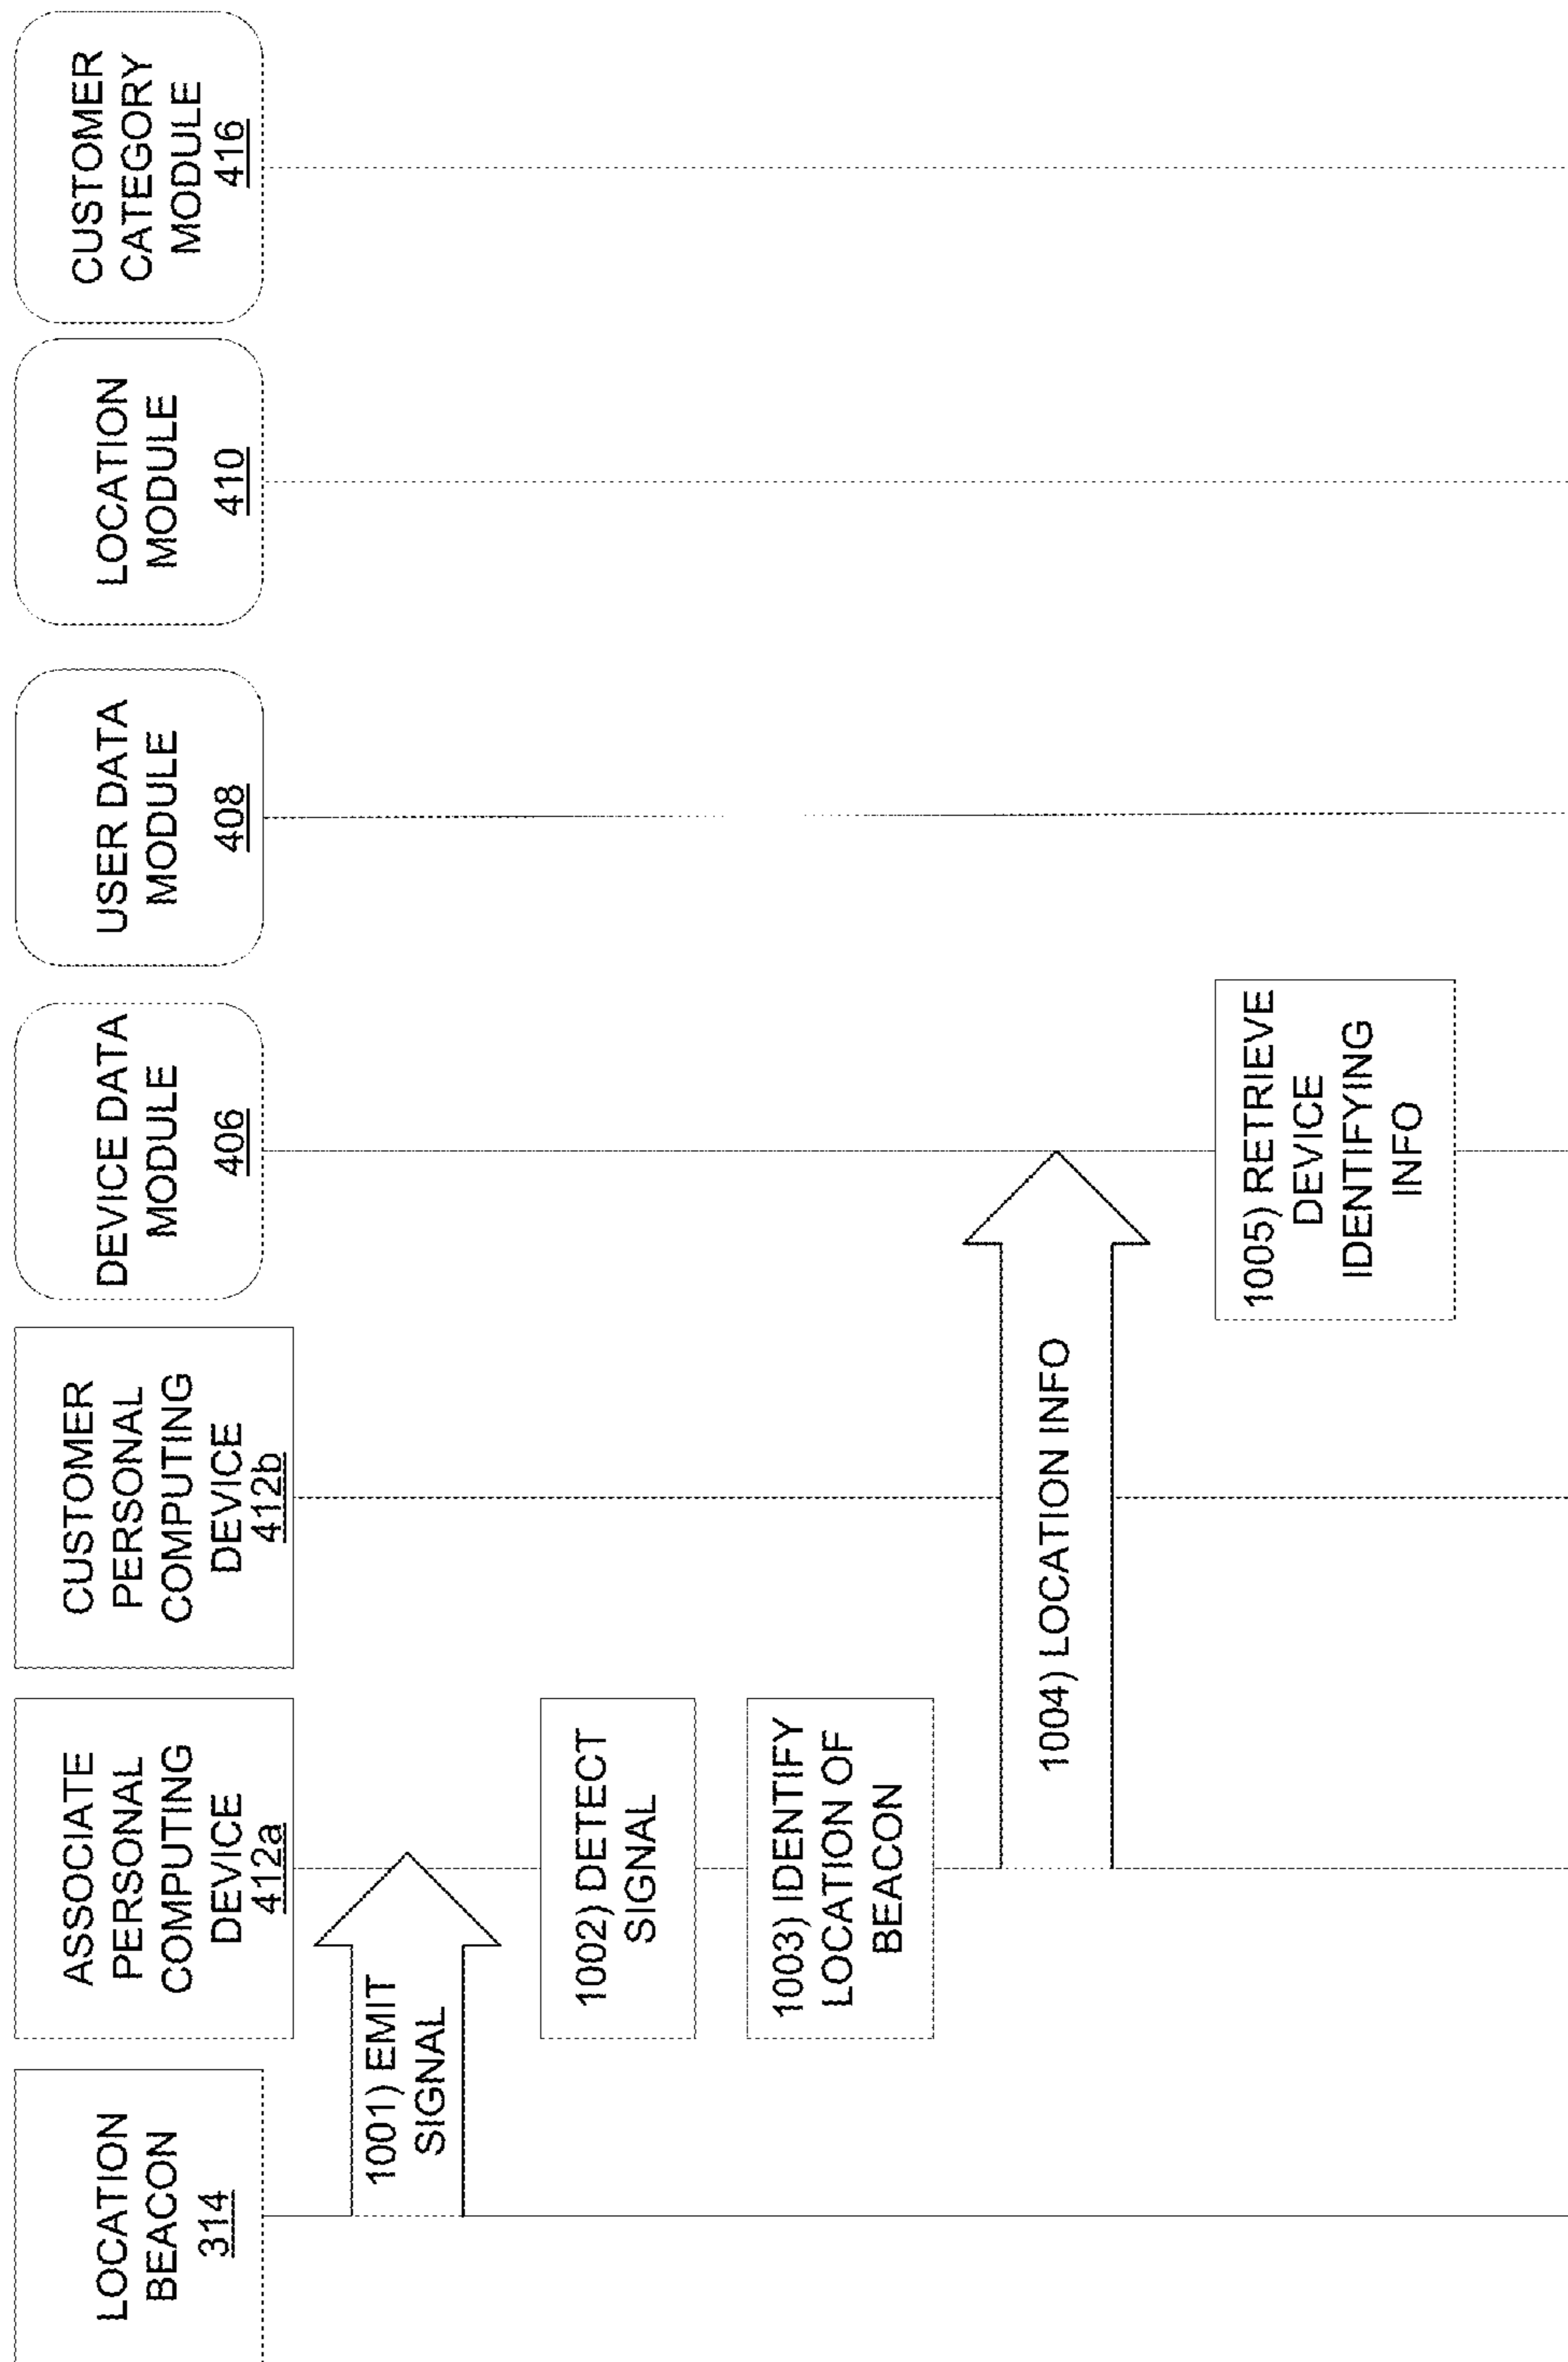 LOCATION
BEACON
314
ASSOCIATE
PERSONAL
COMPUTING
DEVICE
412a
CUSTOMER
PERSONAL
COMPUTING
DEVICE
412b
DEVICE DATA
MODULE
406
USER DATA
MODULE
408
LOCATION
MODULE
410
CUSTOMER
CATEGORY
MODULE
416
1001) EMIT
SIGNAL
1002) DETECT
SIGNAL
1003) IDENTIFY
LOCATION OF
BEACON
1004) LOCATION INFO
1005) RETRIEVE
DEVICE
IDENTIFYING
INFO